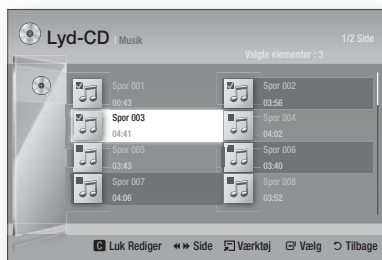 Lyd-CD | Musik
1/2 Side
Valgte elementer : 3
Spor 001
00:43
Spor 002
03:56
Spor 003
04:41
Spor 004
04:02
Spor 005
03:43
Spor 006
03:40
Spor 007
04:06
Spor 008
03:52
C Luk Rediger Side Værktøj Vælg Tilbage